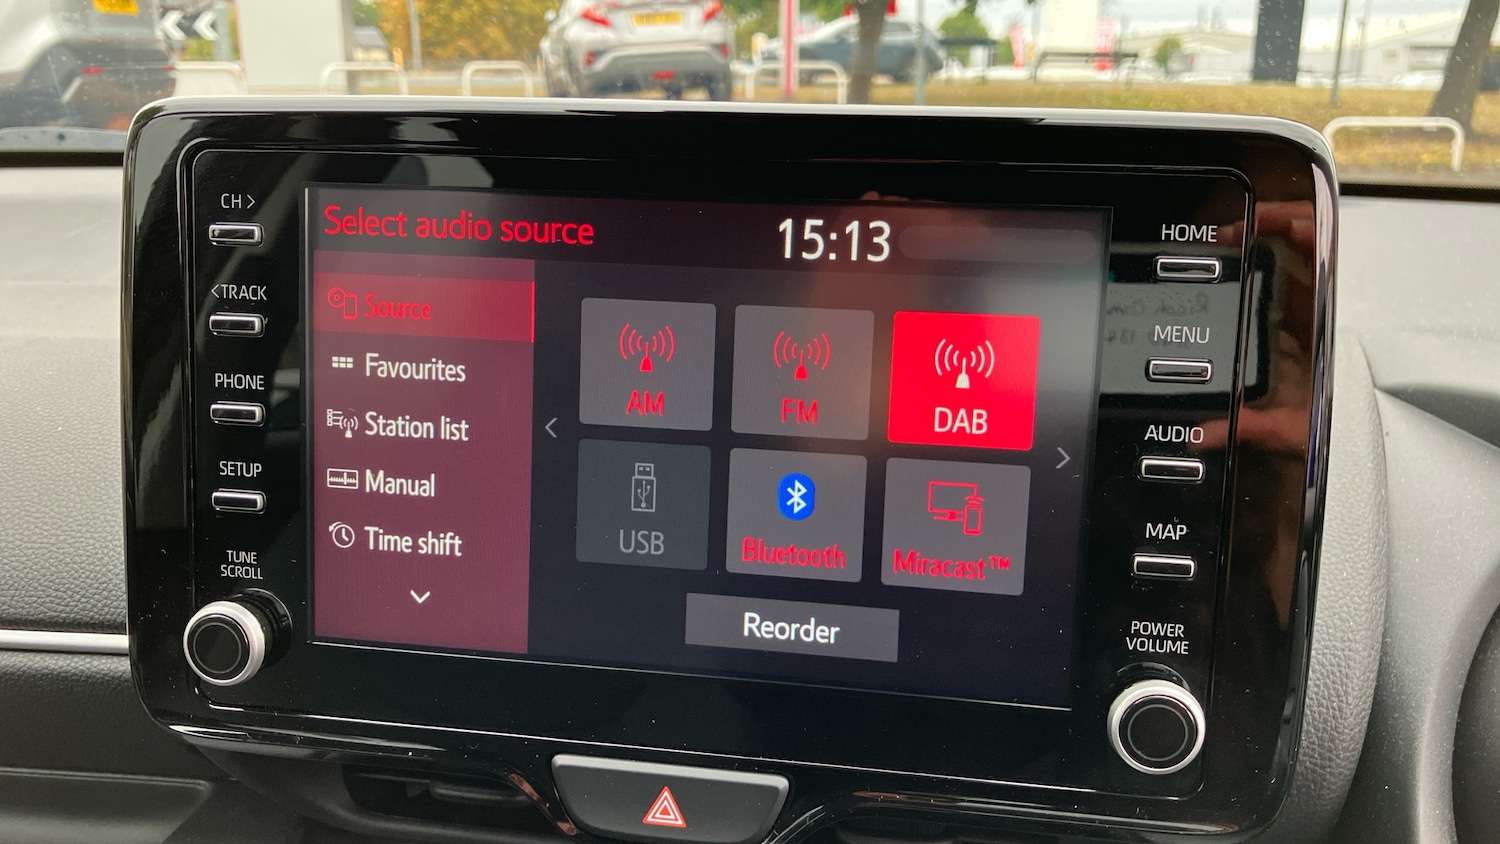 CH >
< TRACK
PHONE
SETUP
TUNE
SCROLL
Select audio source
15:13
Source
Favourites
Station list
Manual
Time shift
<
AM
FM
DAB
USB
Bluetooth
Miracast™
>
Reorder
HOME
MENU
AUDIO
MAP
POWER
VOLUME